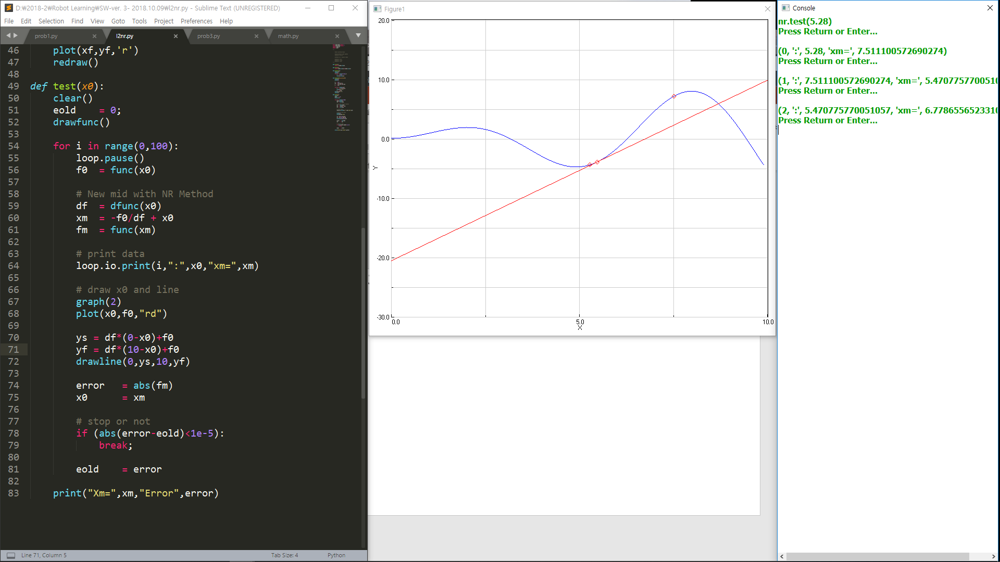 D:\2018-2\Robot Learning\SW-ver. 3- 2018.10.09\l2nr.py - Sublime Text (UNREGISTERED)
File Edit Selection Find View Goto Tools Project Preferences Help
prob1.py l2nr.py prob3.py math.py
46 plot(xf,yf,'r')
47 redraw()
48
49 def test(x0):
50 clear()
51 eold = 0;
52 drawfunc()
53
54 for i in range(0,100):
55 loop.pause()
56 f0 = func(x0)
57
58 # New mid with NR Method
59 df = dfunc(x0)
60 xm = -f0/df + x0
61 fm = func(xm)
62
63 # print data
64 loop.io.print(i,":",x0,"xm=",xm)
65
66 # draw x0 and line
67 graph(2)
68 plot(x0,f0,"rd")
69
70 ys = df*(0-x0)+f0
71 yf = df*(10-x0)+f0
72 drawline(0,ys,10,yf)
73
74 error = abs(fm)
75 x0 = xm
76
77 # stop or not
78 if (abs(error-eold)<1e-5):
79 break;
80
81 eold = error
82
83 print("Xm=",xm,"Error",error)
Line 71, Column 5 Tab Size: 4 Python
Figure1
20.0
10.0
0.0
Y
-10.0
-20.0
-30.0
0.0 5.0 10.0
X
Console
nr.test(5.28)
Press Return or Enter...
(0, ':', 5.28, 'xm=', 7.511100572690274)
Press Return or Enter...
(1, ':', 7.511100572690274, 'xm=', 5.470775770051
Press Return or Enter...
(2, ':', 5.470775770051057, 'xm=', 6.778655652331
Press Return or Enter...